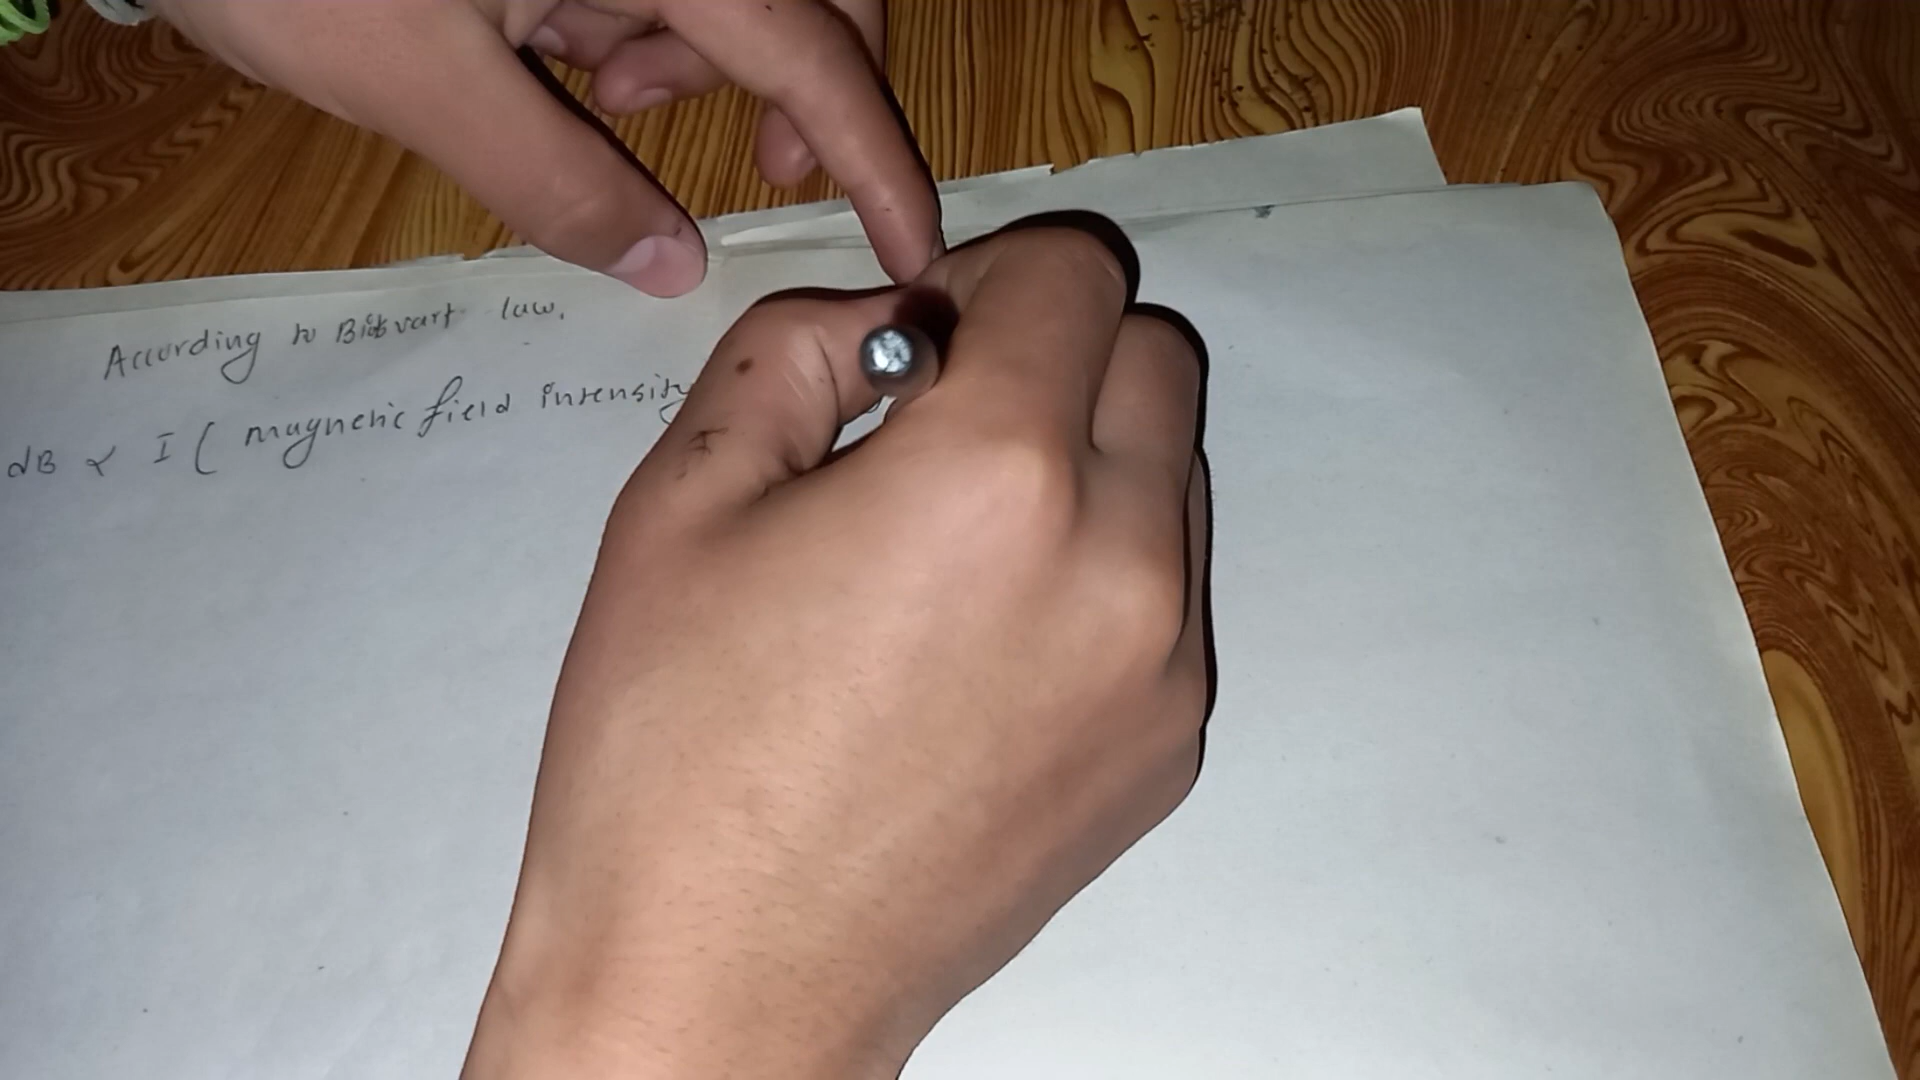 According to Biotvart law,
dB ∝ I ( magnetic field intensity